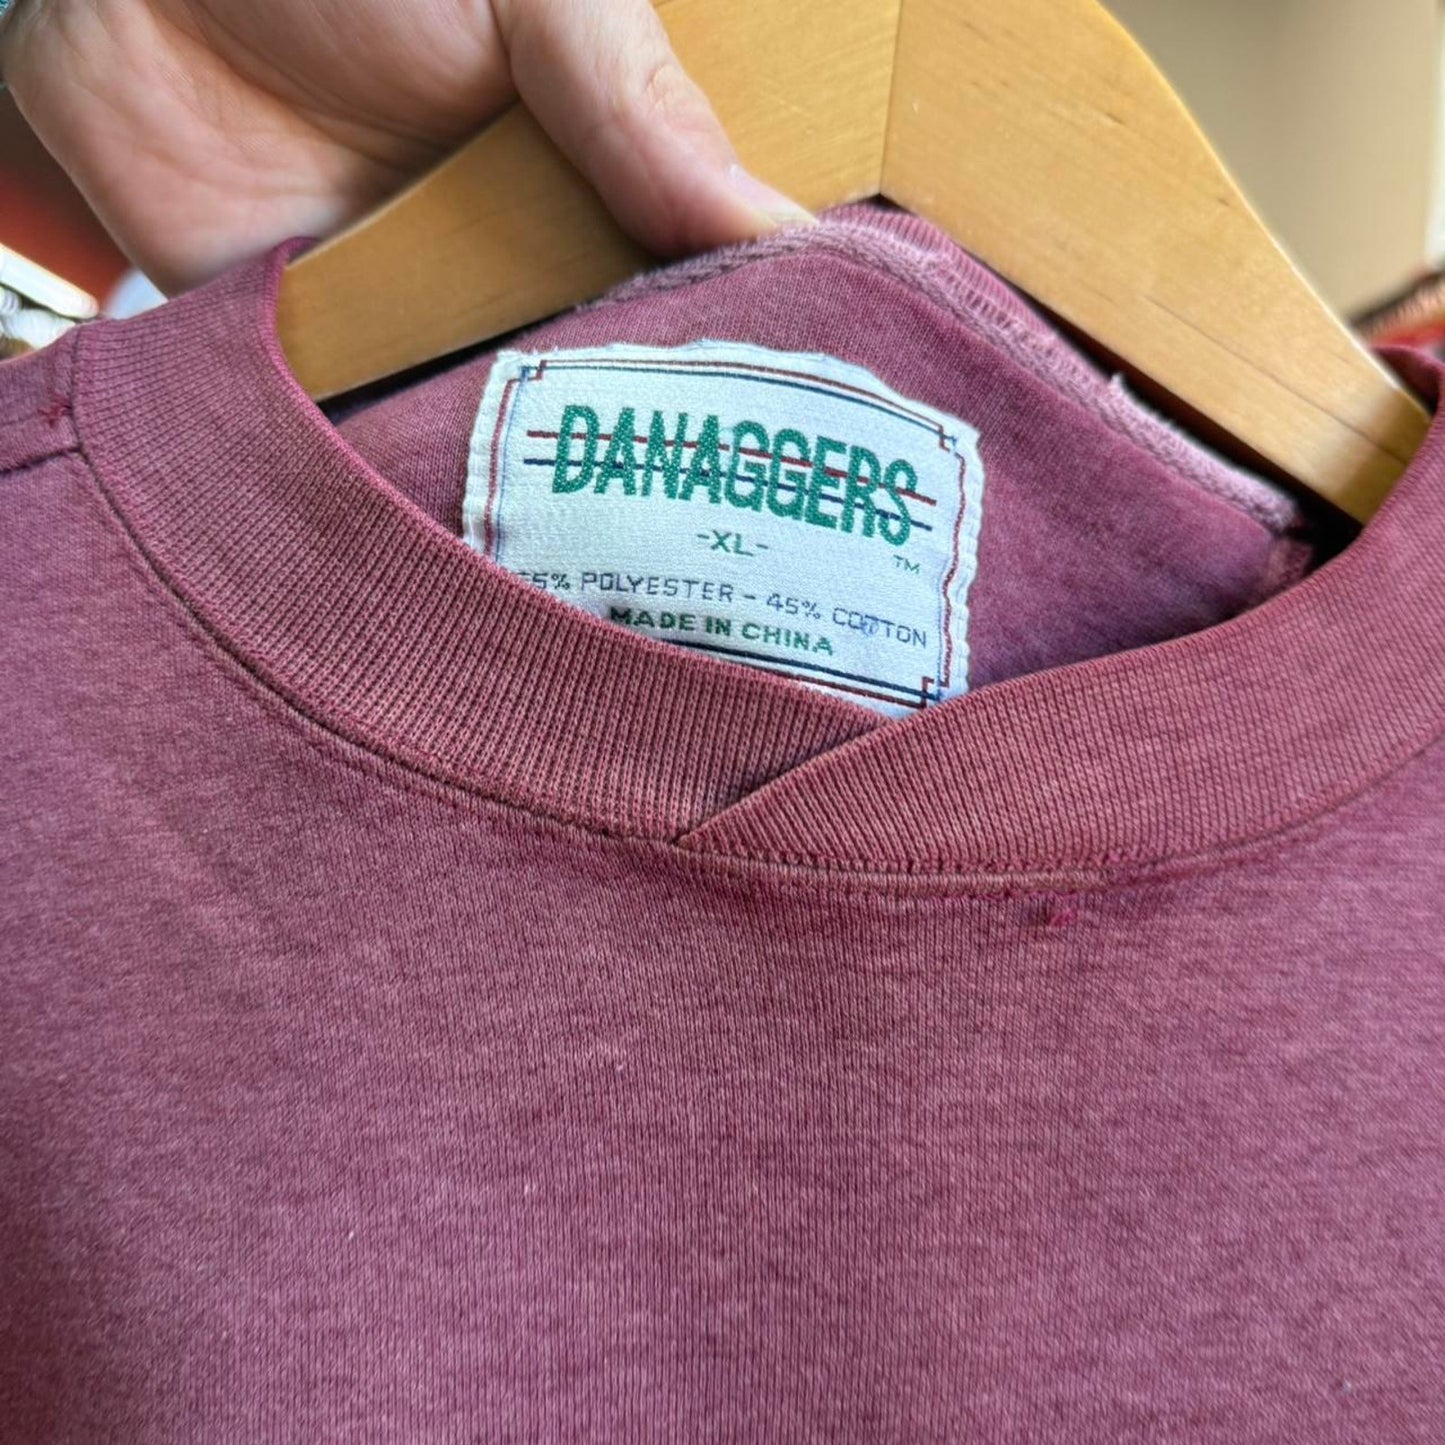 DANAGGERS
-XL-
TM
55% POLYESTER - 45% COTTON
MADE IN CHINA